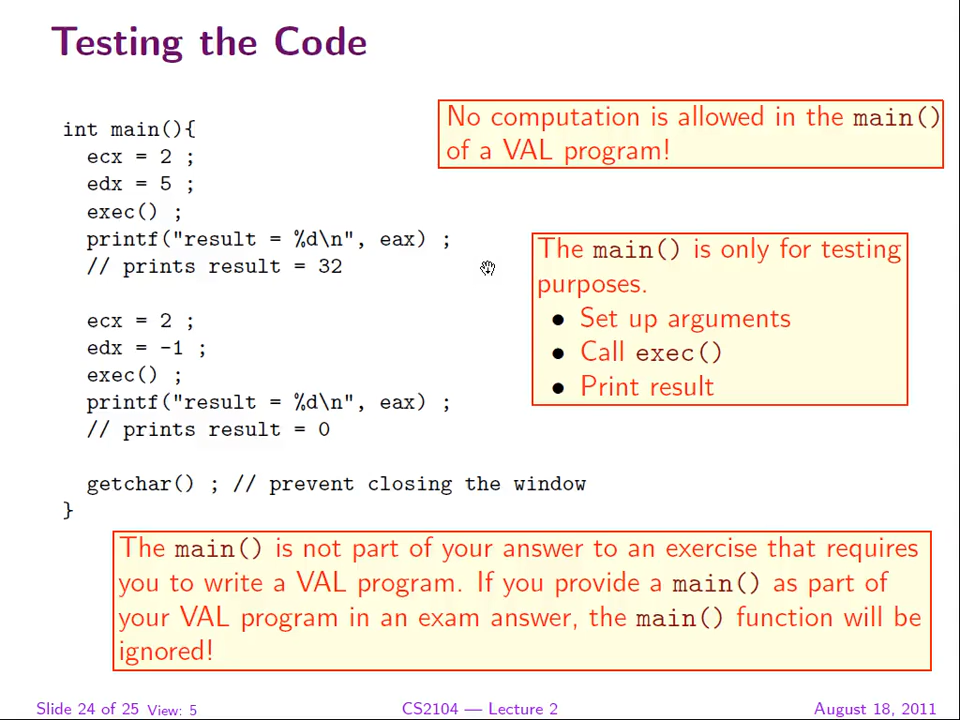 Testing the Code
int main(){
ecx = 2 ;
edx = 5 ;
exec() ;
printf("result = %d\n", eax) ;
// prints result = 32
ecx = 2 ;
edx = -1 ;
exec() ;
printf("result = %d\n", eax) ;
// prints result = 0
getchar() ; // prevent closing the window
}
No computation is allowed in the main()
of a VAL program!
The main() is only for testing
purposes.
• Set up arguments
• Call exec()
• Print result
The main() is not part of your answer to an exercise that requires
you to write a VAL program. If you provide a main() as part of
your VAL program in an exam answer, the main() function will be
ignored!
Slide 24 of 25 View: 5 CS2104 — Lecture 2 August 18, 2011